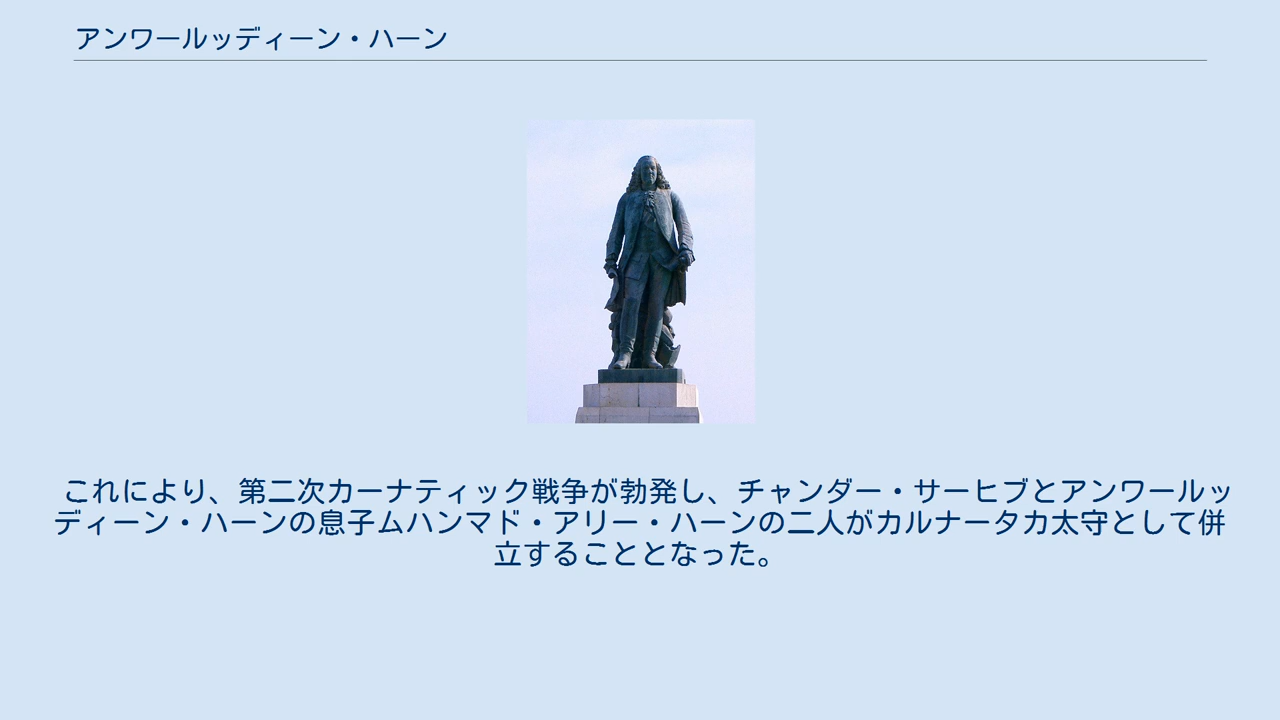 アンワールッディーン・ハーン
これにより、第二次カーナティック戦争が勃発し、チャンダー・サーヒブとアンワールッ
ディーン・ハーンの息子ムハンマド・アリー・ハーンの二人がカルナータカ太守として併
立することとなった。